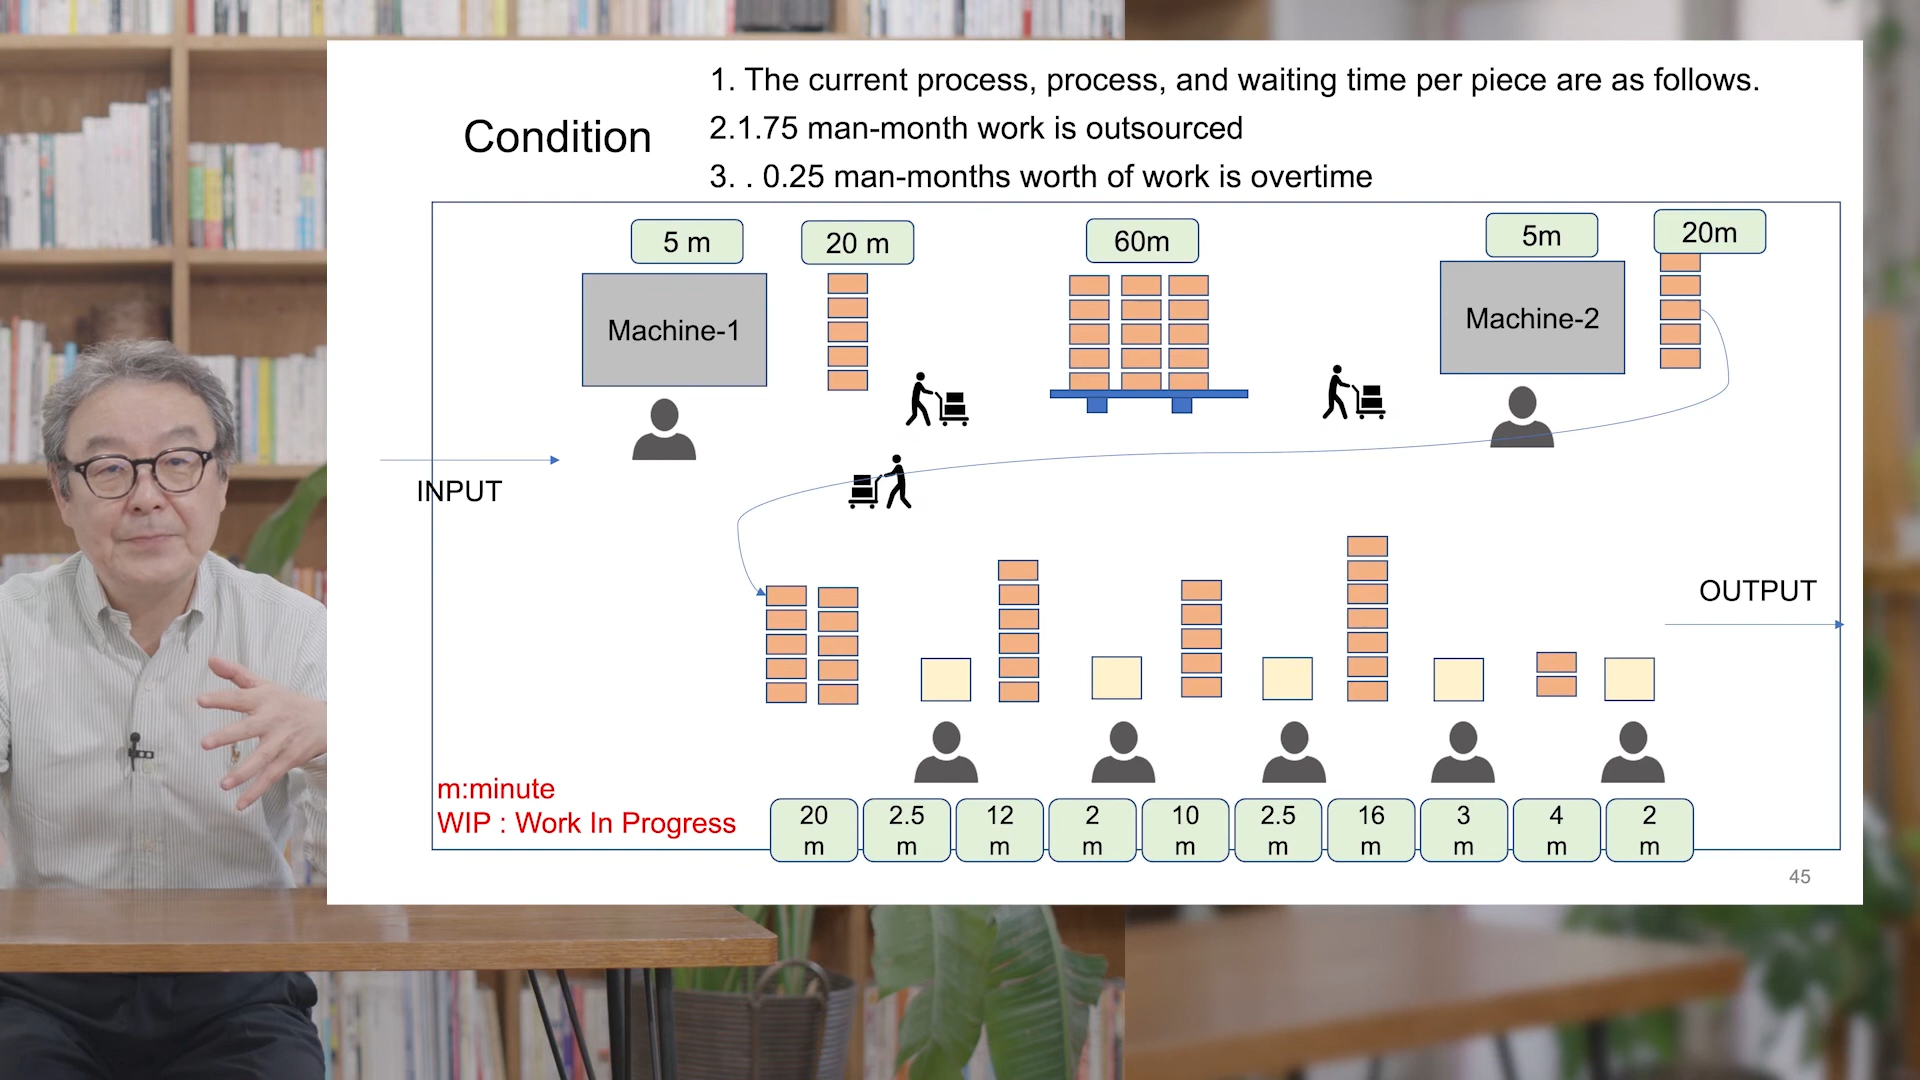 1. The current process, process, and waiting time per piece are as follows.
Condition
2.1.75 man-month work is outsourced
3. . 0.25 man-months worth of work is overtime
5 m
20 m
60m
5m
20m
Machine-1
Machine-2
INPUT
OUTPUT
m:minute
WIP : Work In Progress
20
m
2.5
m
12
m
2
m
10
m
2.5
m
16
m
3
m
4
m
2
m
45